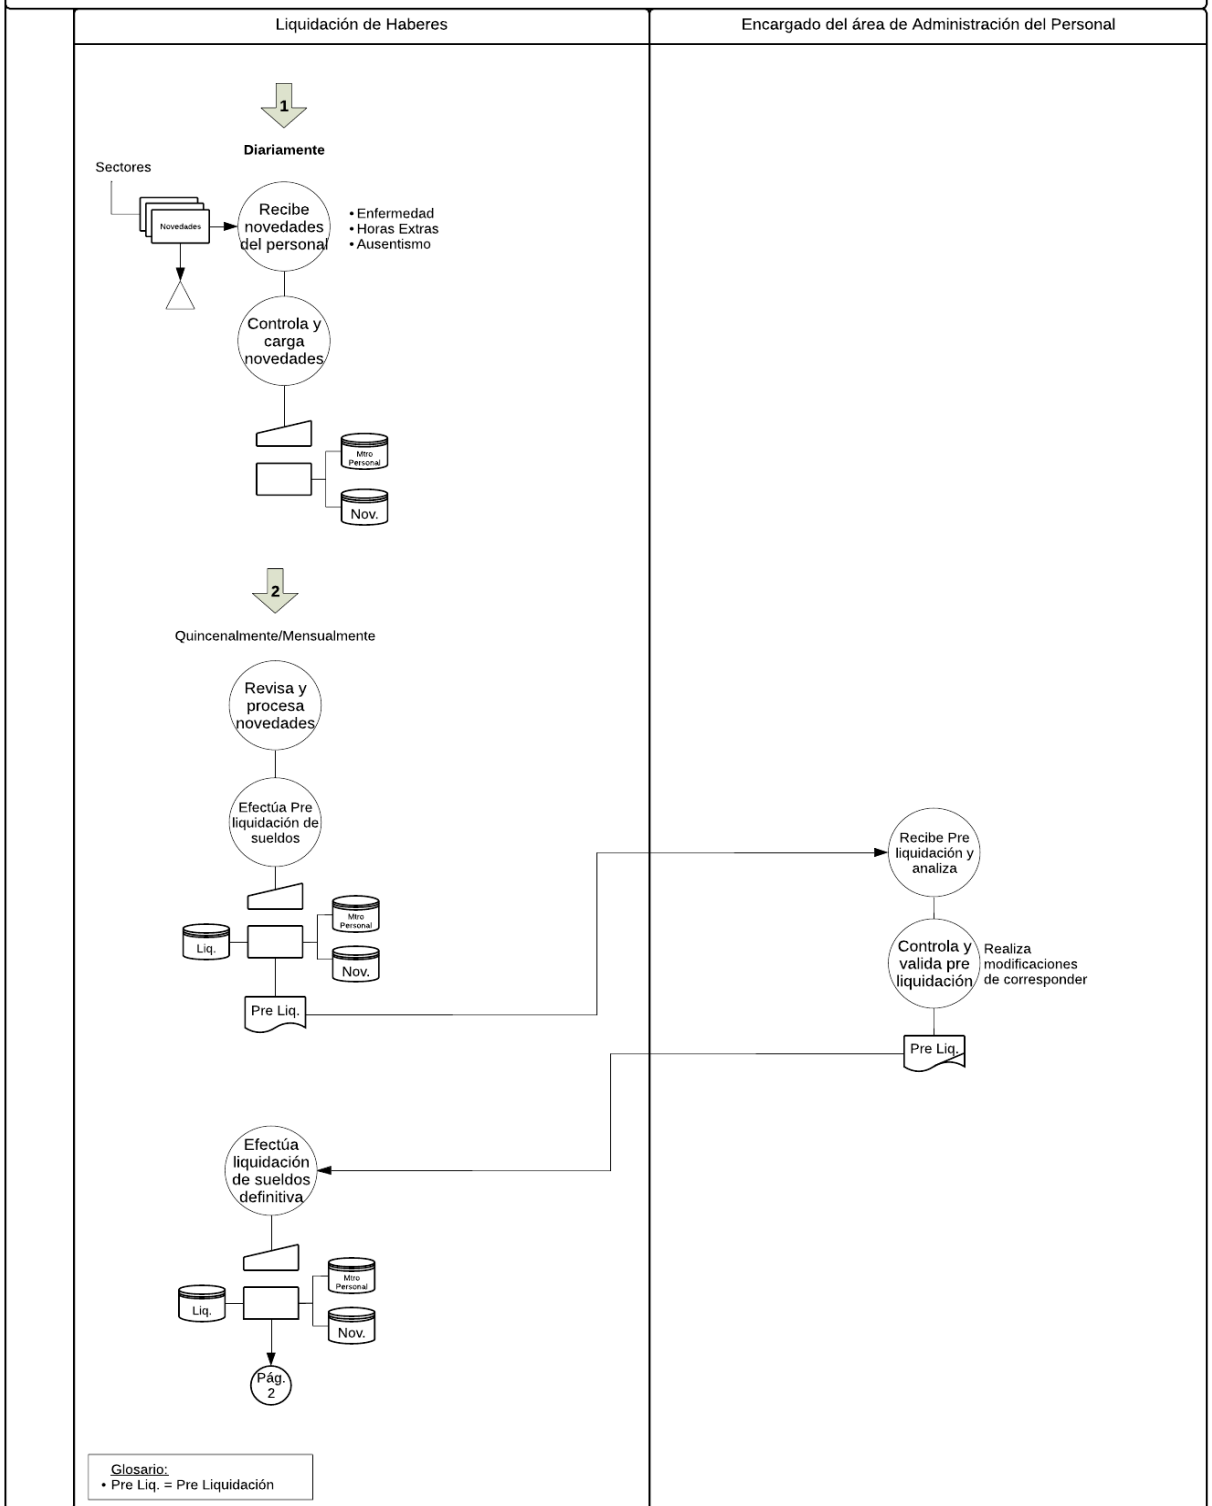 Liquidación de Haberes
Encargado del área de Administración del Personal
1
Diariamente
Sectores
Novedades
Recibe
novedades
del personal
• Enfermedad
• Horas Extras
• Ausentismo
Controla y
carga
novedades
Mtro
Personal
Nov.
2
Quincenalmente/Mensualmente
Revisa y
procesa
novedades
Efectúa Pre
liquidación de
sueldos
Mtro
Personal
Liq.
Nov.
Pre Liq.
Recibe Pre
liquidación y
analiza
Controla y
valida pre
liquidación
Realiza
modificaciones
de corresponder
Pre Liq.
Efectúa
liquidación
de sueldos
definitiva
Mtro
Personal
Liq.
Nov.
Pág.
2
Glosario:
• Pre Liq. = Pre Liquidación